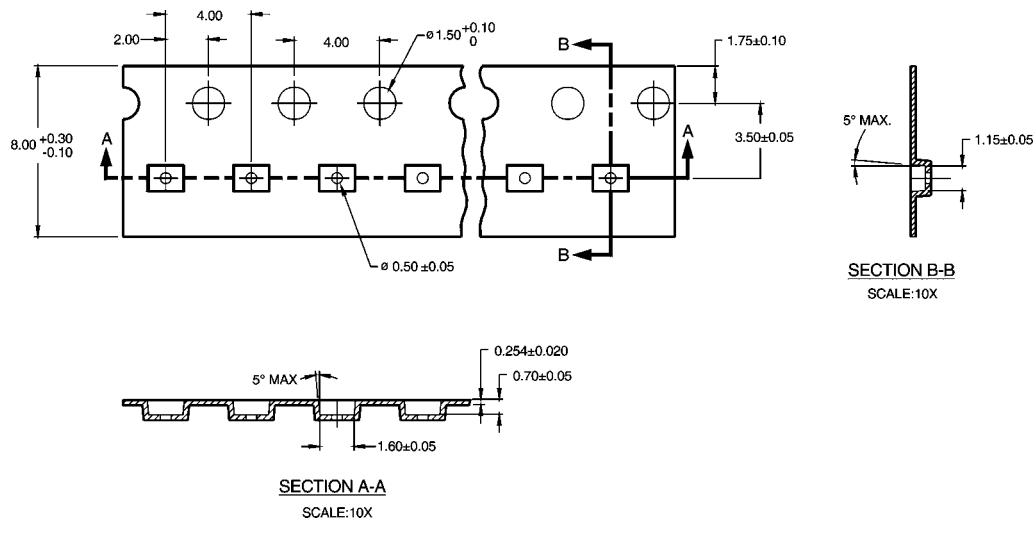 4.00
2.00
4.00
ø1.50 +0.10
0
B
1.75±0.10
8.00 +0.30
-0.10
A
3.50±0.05
A
5° MAX.
1.15±0.05
B
ø 0.50 ±0.05
SECTION B-B
SCALE:10X
0.254±0.020
5° MAX
0.70±0.05
1.60±0.05
SECTION A-A
SCALE:10X